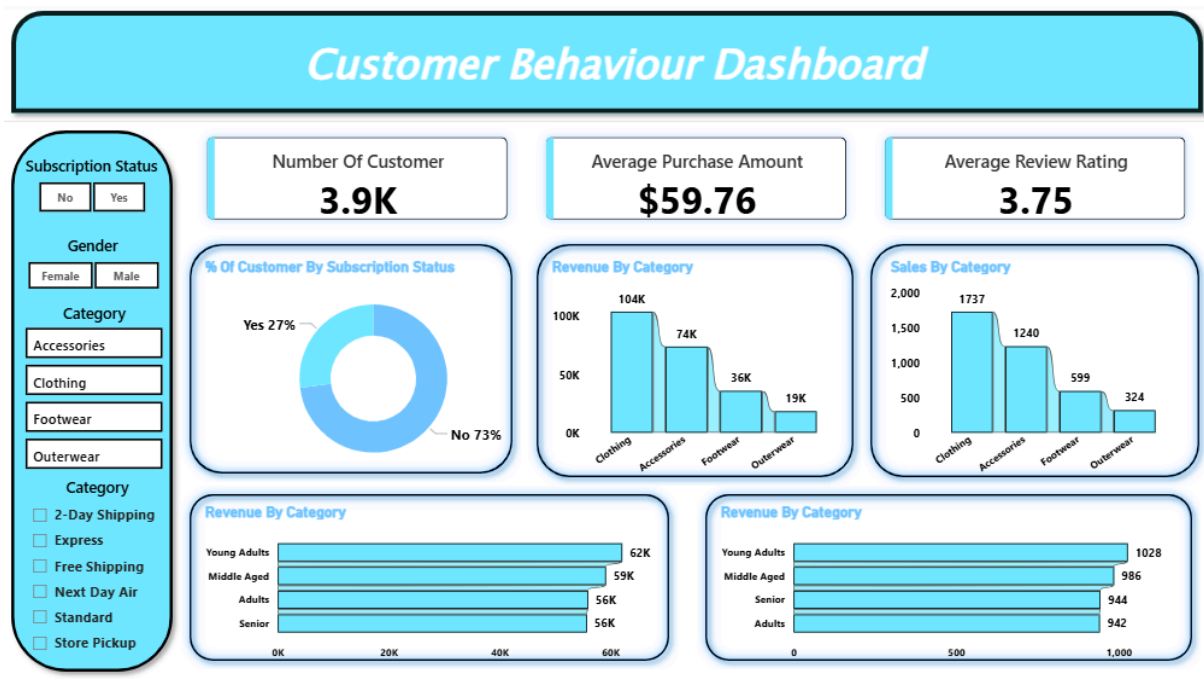 Customer Behaviour Dashboard
Subscription Status
No Yes
Gender
Female Male
Category
Accessories
Clothing
Footwear
Outerwear
Category
2-Day Shipping
Express
Free Shipping
Next Day Air
Standard
Store Pickup
Number Of Customer
3.9K
Average Purchase Amount
$59.76
Average Review Rating
3.75
% Of Customer By Subscription Status
Yes 27%
No 73%
Revenue By Category
100K
50K
0K
104K
74K
36K
19K
Clothing
Accessories
Footwear
Outerwear
Sales By Category
2,000
1,500
1,000
500
0
1737
1240
599
324
Clothing
Accessories
Footwear
Outerwear
Revenue By Category
Young Adults 62K
Middle Aged 59K
Adults 56K
Senior 56K
0K 20K 40K 60K
Revenue By Category
Young Adults 1028
Middle Aged 986
Senior 944
Adults 942
0 500 1,000